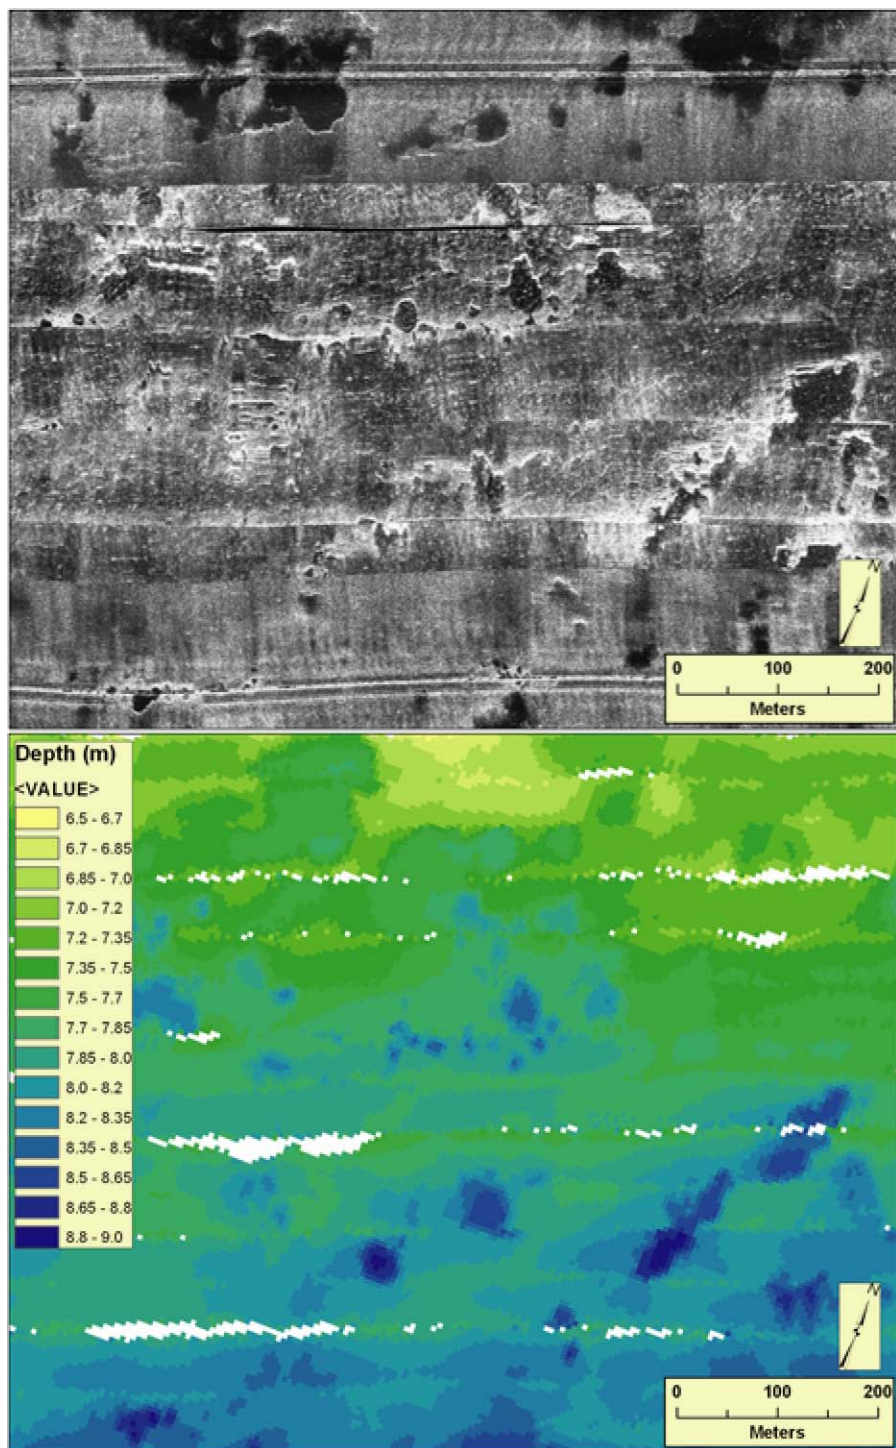 N
0 100 200
Meters
Depth (m)
<VALUE>
6.5 - 6.7
6.7 - 6.85
6.85 - 7.0
7.0 - 7.2
7.2 - 7.35
7.35 - 7.5
7.5 - 7.7
7.7 - 7.85
7.85 - 8.0
8.0 - 8.2
8.2 - 8.35
8.35 - 8.5
8.5 - 8.65
8.65 - 8.8
8.8 - 9.0
N
0 100 200
Meters